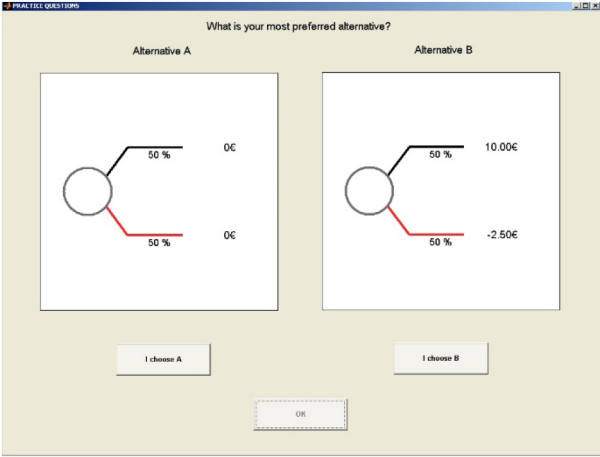 PRACTICE QUESTIONS
What is your most preferred alternative?
Alternative A
Alternative B
50 %
0€
50 %
0€
50 %
10.00€
50 %
-2.50€
I choose A
I choose B
OK